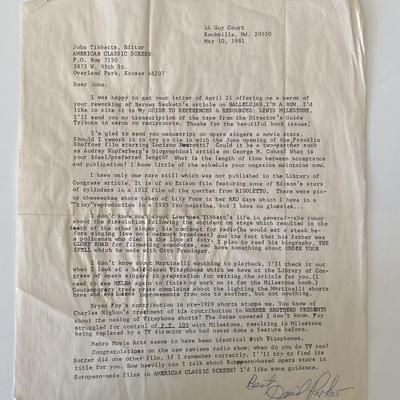 14 Guy Court
Rockville, Md. 20850
May 10, 1981
John Tibbetts, Editor
AMERICAN CLASSIC SCREEN
P.O. Box 7150
3873 W. 95th St.
Overland Park, Kansas 66207
Dear John:
I was happy to get your letter of April 21 offering me a xerox of
your reworking of Barney Sackett's article on HALLELUJAH, I'M A BUM. I'd
like to cite it in my GUIDE TO REFERENCES & RESOURCES: LEWIS MILESTONE.
I'll send you my transcription of the tape from the Director's Guide
Tribute in xerox to reciprocate. Thanks for the beautiful back issues!
I'm glad to send you manuscript on opera singers a movie stars.
Should I rework it to try to tie in with the June opening of the Franklin
Shaffner film starring Luciano Pavarotti? Could it be a two-parter such
as Audrey Kupferberg's biographical article on George M. Cohan? What is
your ideal/preferred length? What is the length of time between acceptance
and publication? I know little of the schedule your magazine maintains now.
I have only one rare still which was not published in the Library of
Congress article. It is of an Edison film featuring some of Edison's stars
of cylinders in a 1912 film of the quartet from RIGOLETTO. There were pin-
up cheesecake shots taken of Lily Pons in her RKO days which I have in a
tiny reproduction in a 1935 fan magazine, but I have no glossies..
don't know of Lawrence Tibbett's life in general--the rumor
about his dissolution following the accident on stage which resulted in the
death of the other singer, his contempt for radio (he would eat a steak be-
fore singing live on a network broadcast) and the fact that his father was
a policeman who died in the line of duty. I plan to read his biography, THE
GLORY ROAD for filmmaking anecdotes, and have something about UNDER YOUR
SPELL which he made with Otto Preminger.
don't know of Martinelli mouthing to playback. I'll check it out
when I look at a half-dozen Vitaphones which we have at the Library of Con-
gress or opera singers in preparation for writing the article for you. (I
need to see MELBA again to finish my work on it for the Milestone book.)
Contemporary reviews complains about the lighting the Martinelli shorts
have and note improvements from one to another, but not smoothing.
Bryan Foy's contribution in pre-1928 shorts stumps me. You know of
Charles Higham's treatment of his contribution in WARNER BROTHERS PRESENTS
about the making of Vitaphone shorts? The dates covered I don't know. Foy
struggled for control of P.T. 109 with Milestone, resulting in Milestone
being replaced by a TV director who had never done a feature before.
Metro Movie Acts seem to have been identical with Vitaphones.
Congratulations on the new reviews radio show; when do you do TV too?
Hotter did one other film, if I remember correctly. I'll try to find its
title for you. How heavily can I talk about European-based opera stars in
European-made films in AMERICAN CLASSIC SCREEN? I'd like some guidance.
Best, David Parker